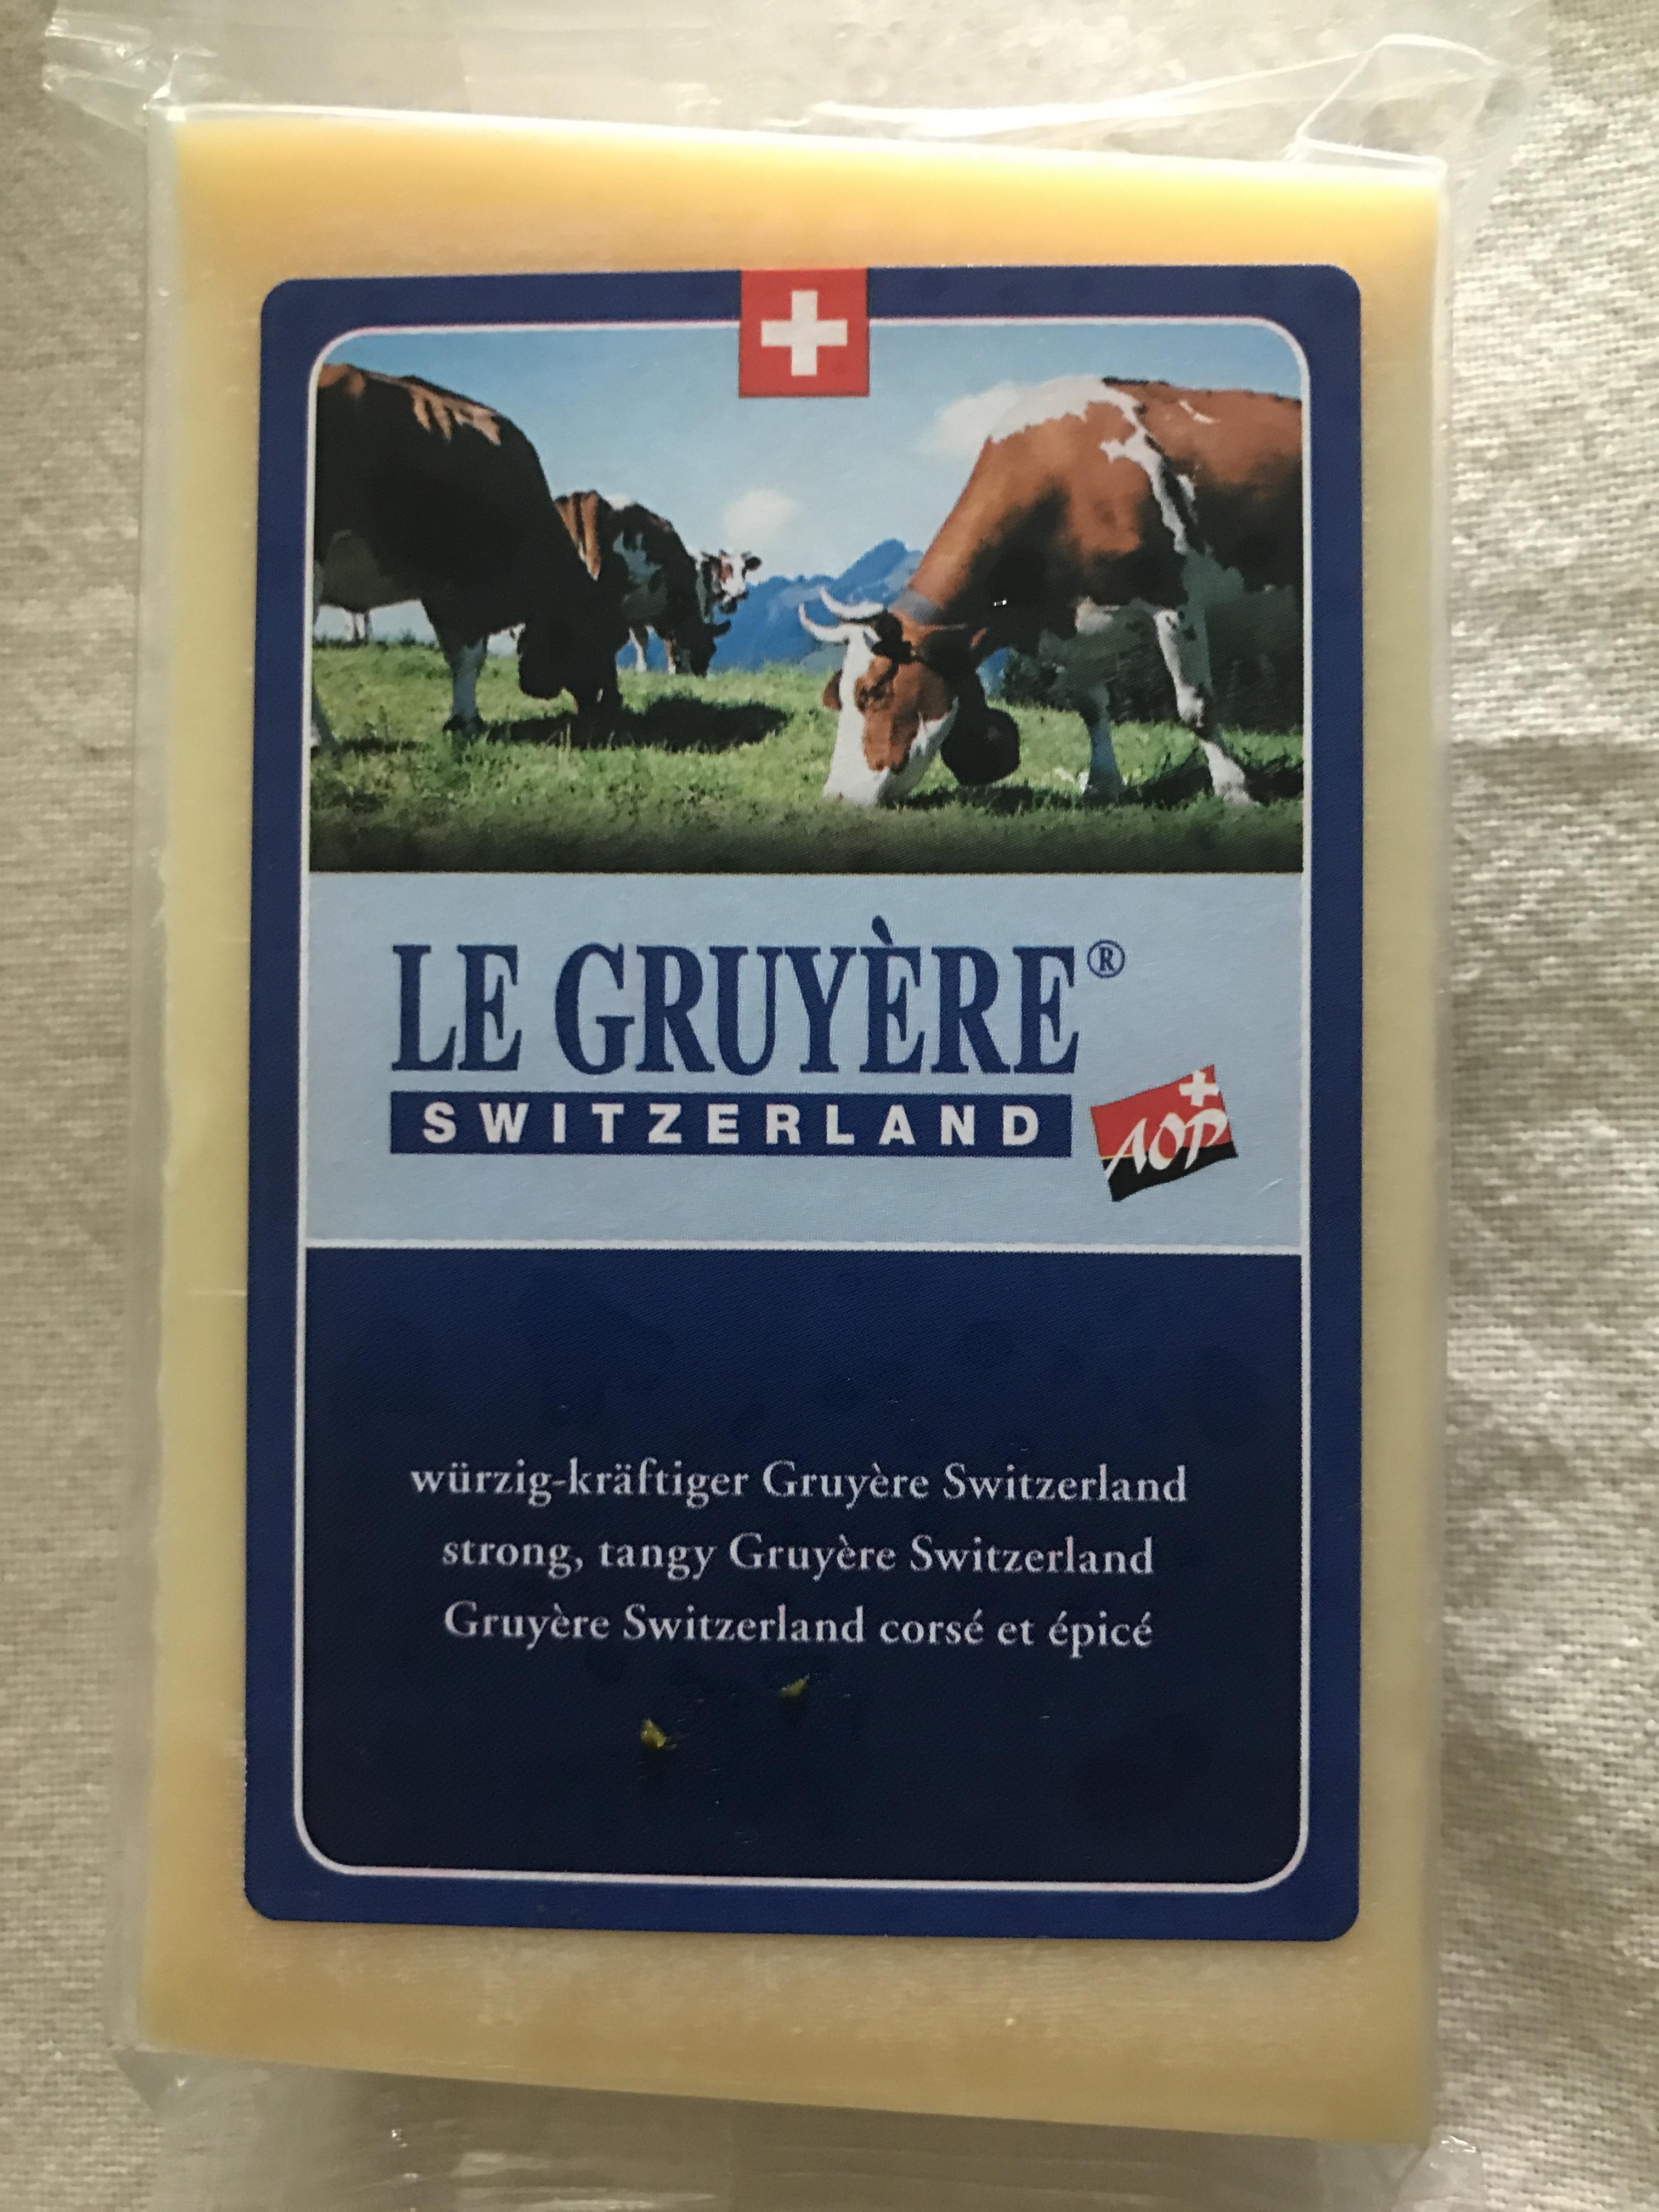 LE GRUYÈRE®
SWITZERLAND
AOP
würzig-kräftiger Gruyère Switzerland
strong, tangy Gruyère Switzerland
Gruyère Switzerland corsé et épicé